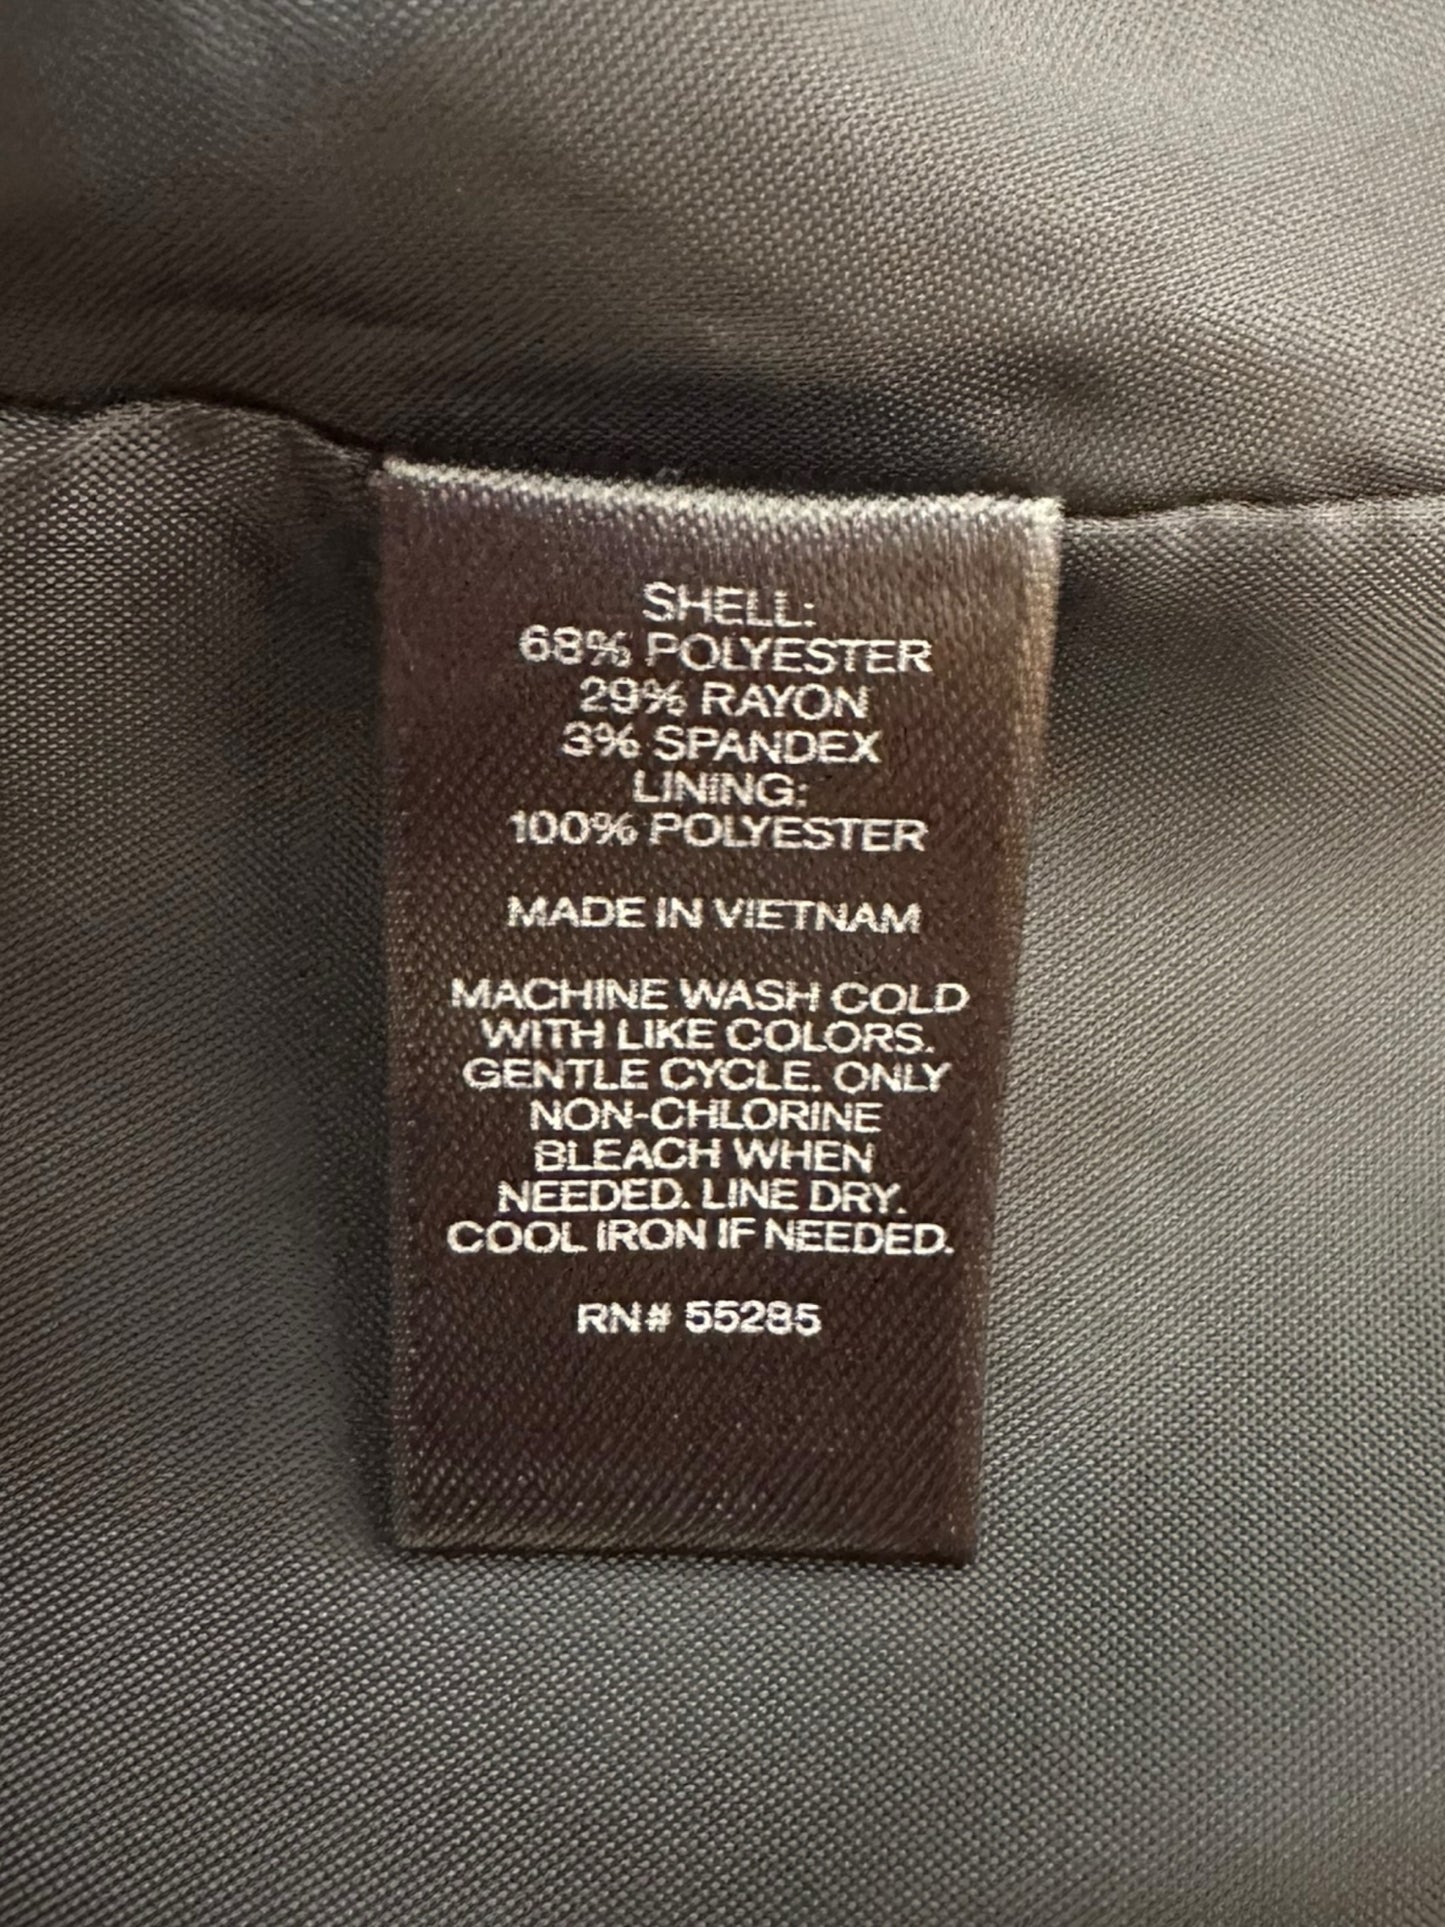 SHELL:
68% POLYESTER
29% RAYON
3% SPANDEX
LINING:
100% POLYESTER
MADE IN VIETNAM
MACHINE WASH COLD
WITH LIKE COLORS.
GENTLE CYCLE. ONLY
NON-CHLORINE
BLEACH WHEN
NEEDED. LINE DRY.
COOL IRON IF NEEDED.
RN# 55285